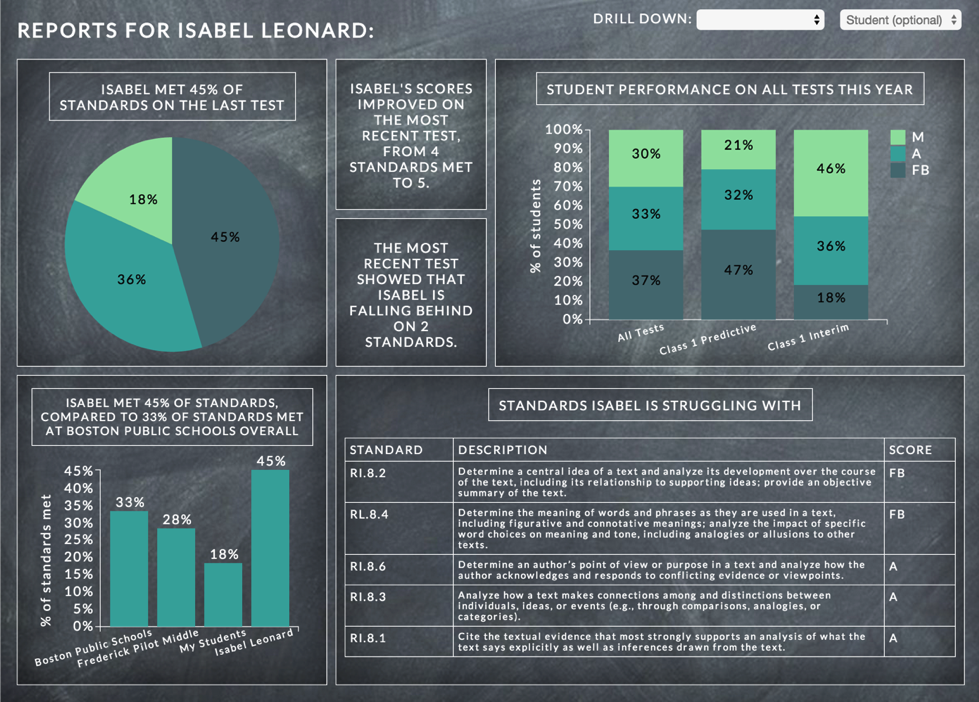 REPORTS FOR ISABEL LEONARD:
DRILL DOWN:
Student (optional)
ISABEL MET 45% OF
STANDARDS ON THE LAST TEST
18%
45%
36%
ISABEL'S SCORES
IMPROVED ON
THE MOST
RECENT TEST,
FROM 4
STANDARDS MET
TO 5.
THE MOST
RECENT TEST
SHOWED THAT
ISABEL IS
FALLING BEHIND
ON 2
STANDARDS.
STUDENT PERFORMANCE ON ALL TESTS THIS YEAR
% of students
100%
90%
80%
70%
60%
50%
40%
30%
20%
10%
0%
30%
33%
37%
21%
32%
47%
46%
36%
18%
All Tests
Class 1 Predictive
Class 1 Interim
M
A
FB
ISABEL MET 45% OF STANDARDS,
COMPARED TO 33% OF STANDARDS MET
AT BOSTON PUBLIC SCHOOLS OVERALL
% of standards met
45%
40%
35%
30%
25%
20%
15%
10%
5%
0%
33%
28%
18%
45%
Boston Public Schools
Frederick Pilot Middle
My Students
Isabel Leonard
STANDARDS ISABEL IS STRUGGLING WITH
STANDARD DESCRIPTION SCORE
RI.8.2 Determine a central idea of a text and analyze its development over the course FB
of the text, including its relationship to supporting ideas; provide an objective
summary of the text.
RL.8.4 Determine the meaning of words and phrases as they are used in a text, FB
including figurative and connotative meanings; analyze the impact of specific
word choices on meaning and tone, including analogies or allusions to other
texts.
RI.8.6 Determine an author's point of view or purpose in a text and analyze how the A
author acknowledges and responds to conflicting evidence or viewpoints.
RI.8.3 Analyze how a text makes connections among and distinctions between A
individuals, ideas, or events (e.g., through comparisons, analogies, or
categories).
RI.8.1 Cite the textual evidence that most strongly supports an analysis of what the A
text says explicitly as well as inferences drawn from the text.